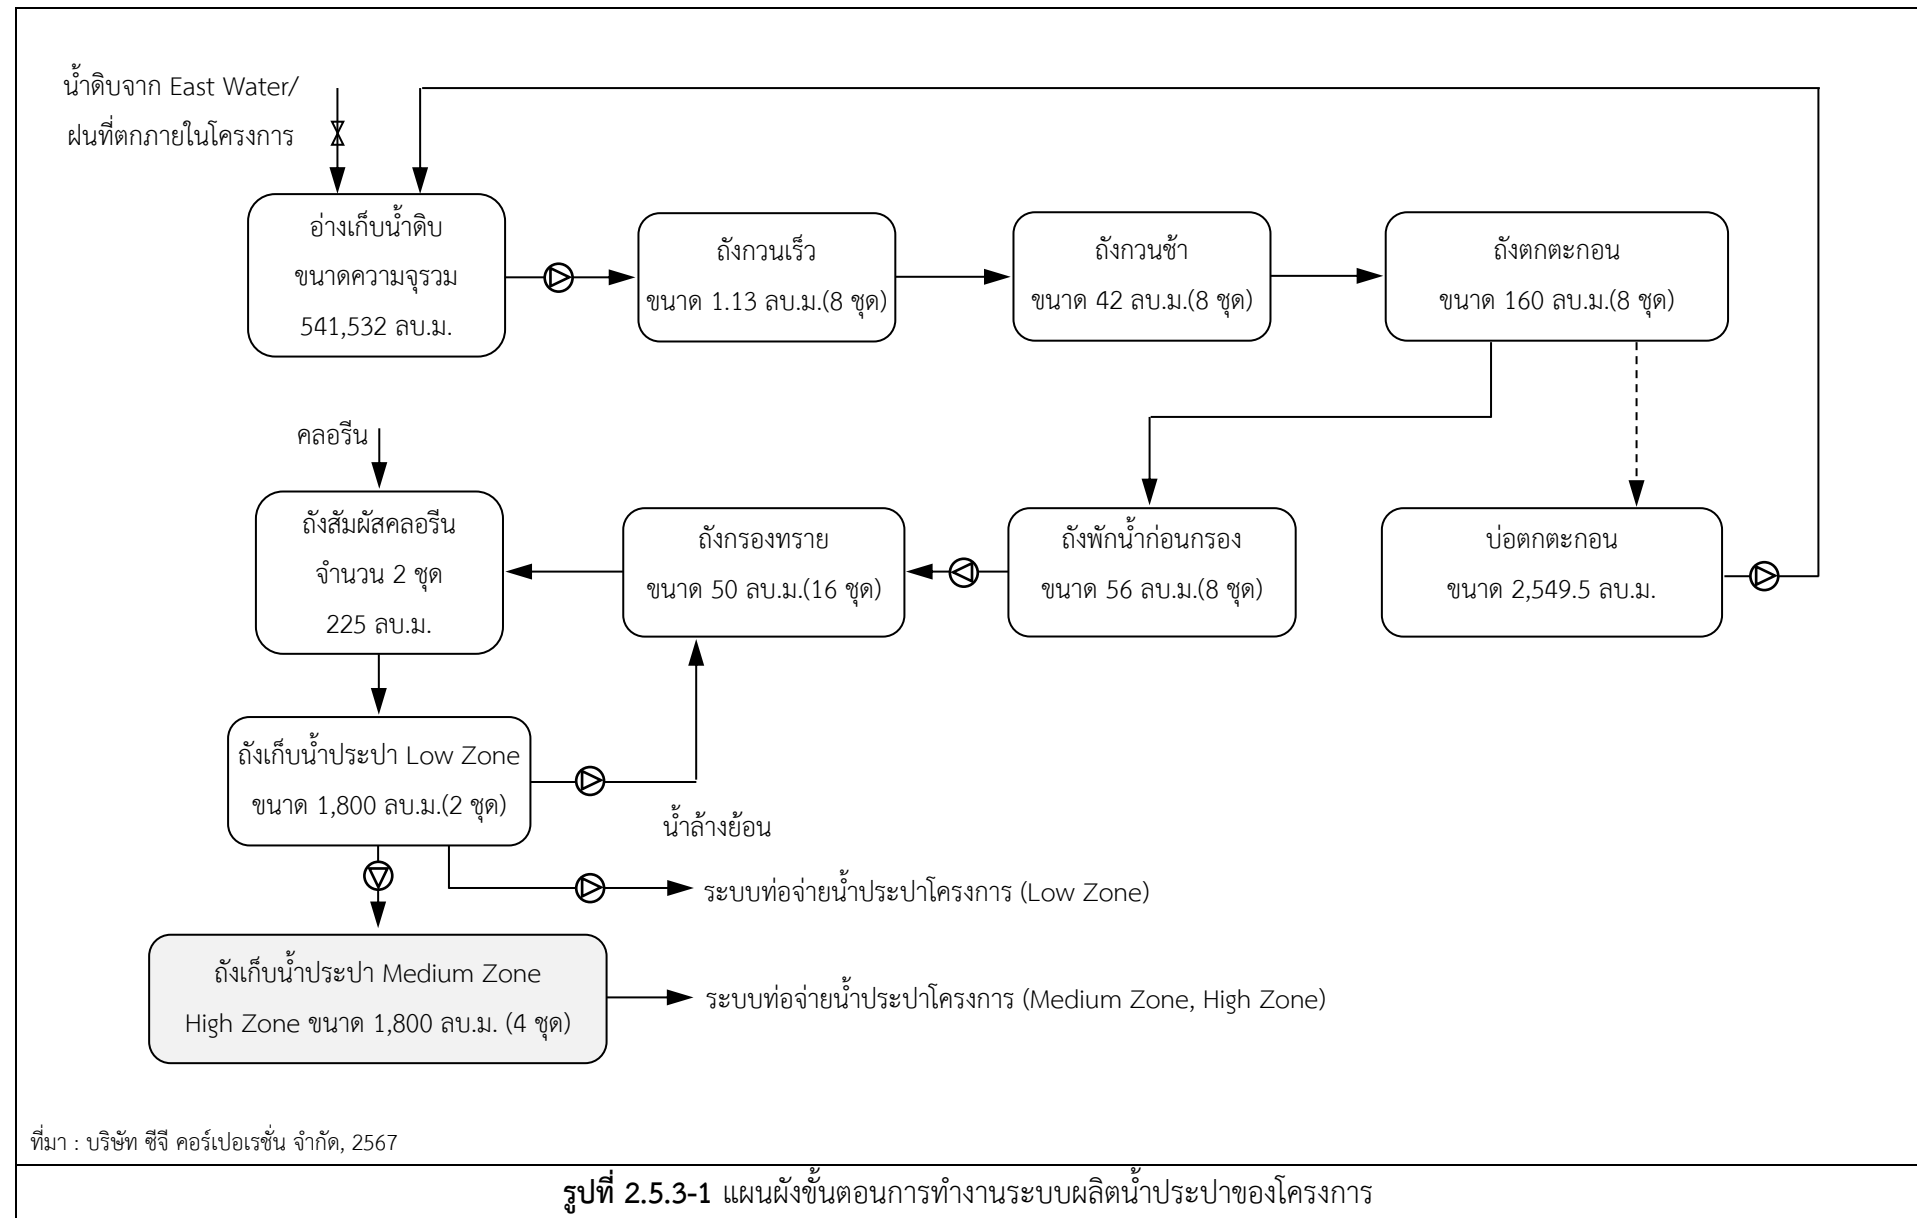 น้ำดิบจาก East Water/
ฝนที่ตกภายในโครงการ
อ่างเก็บน้ำดิบ
ขนาดความจุรวม
541,532 ลบ.ม.
ถังกวนเร็ว
ขนาด 1.13 ลบ.ม.(8 ชุด)
ถังกวนช้า
ขนาด 42 ลบ.ม.(8 ชุด)
ถังตกตะกอน
ขนาด 160 ลบ.ม.(8 ชุด)
คลอรีน
ถังสัมผัสคลอรีน
จำนวน 2 ชุด
225 ลบ.ม.
ถังกรองทราย
ขนาด 50 ลบ.ม.(16 ชุด)
ถังพักน้ำก่อนกรอง
ขนาด 56 ลบ.ม.(8 ชุด)
บ่อตกตะกอน
ขนาด 2,549.5 ลบ.ม.
ถังเก็บน้ำประปา Low Zone
ขนาด 1,800 ลบ.ม.(2 ชุด)
น้ำล้างย้อน
ระบบท่อจ่ายน้ำประปาโครงการ (Low Zone)
ถังเก็บน้ำประปา Medium Zone
High Zone ขนาด 1,800 ลบ.ม. (4 ชุด)
ระบบท่อจ่ายน้ำประปาโครงการ (Medium Zone, High Zone)
ที่มา : บริษัท ซีจี คอร์เปอเรชั่น จำกัด, 2567
รูปที่ 2.5.3-1 แผนผังขั้นตอนการทำงานระบบผลิตน้ำประปาของโครงการ